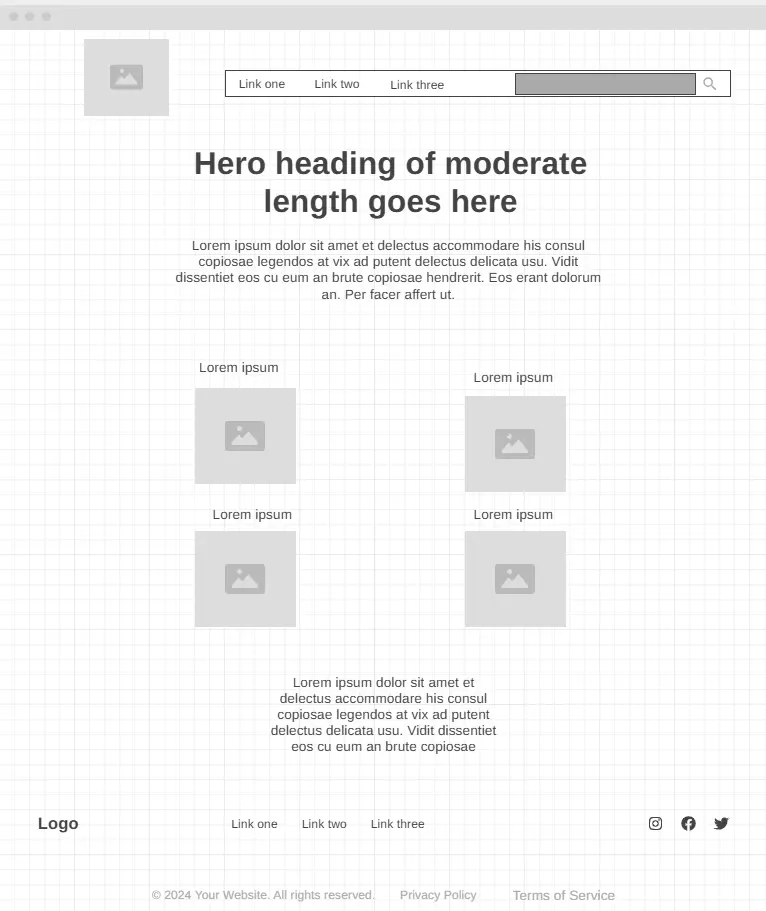 Link one Link two Link three
Hero heading of moderate
length goes here
Lorem ipsum dolor sit amet et delectus accommodare his consul
copiosae legendos at vix ad putent delectus delicata usu. Vidit
dissentiet eos cu eum an brute copiosae hendrerit. Eos erant dolorum
an. Per facer affert ut.
Lorem ipsum
Lorem ipsum
Lorem ipsum
Lorem ipsum
Lorem ipsum dolor sit amet et
delectus accommodare his consul
copiosae legendos at vix ad putent
delectus delicata usu. Vidit dissentiet
eos cu eum an brute copiosae
Logo Link one Link two Link three
© 2024 Your Website. All rights reserved. Privacy Policy Terms of Service